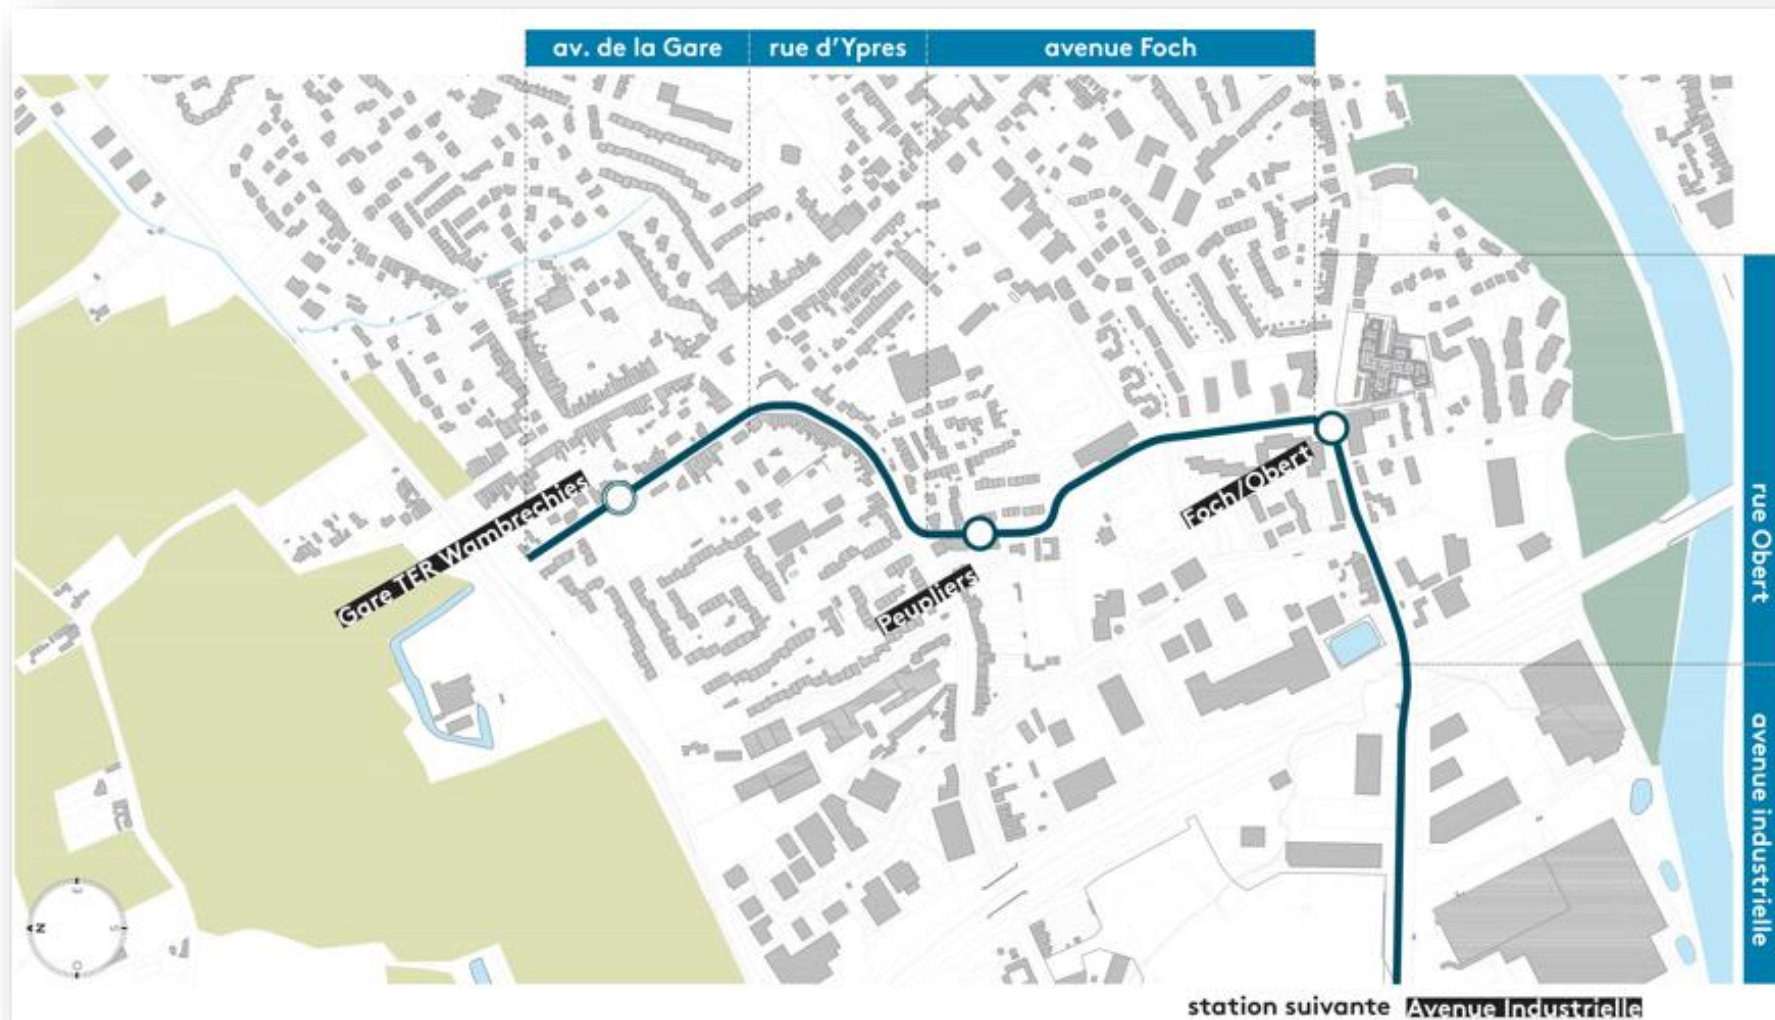 av. de la Gare
rue d'Ypres
avenue Foch
Gare TER Wambrechies
Peupliers
Foch/Obert
rue Obert
avenue industrielle
N
E
S
O
station suivante Avenue Industrielle